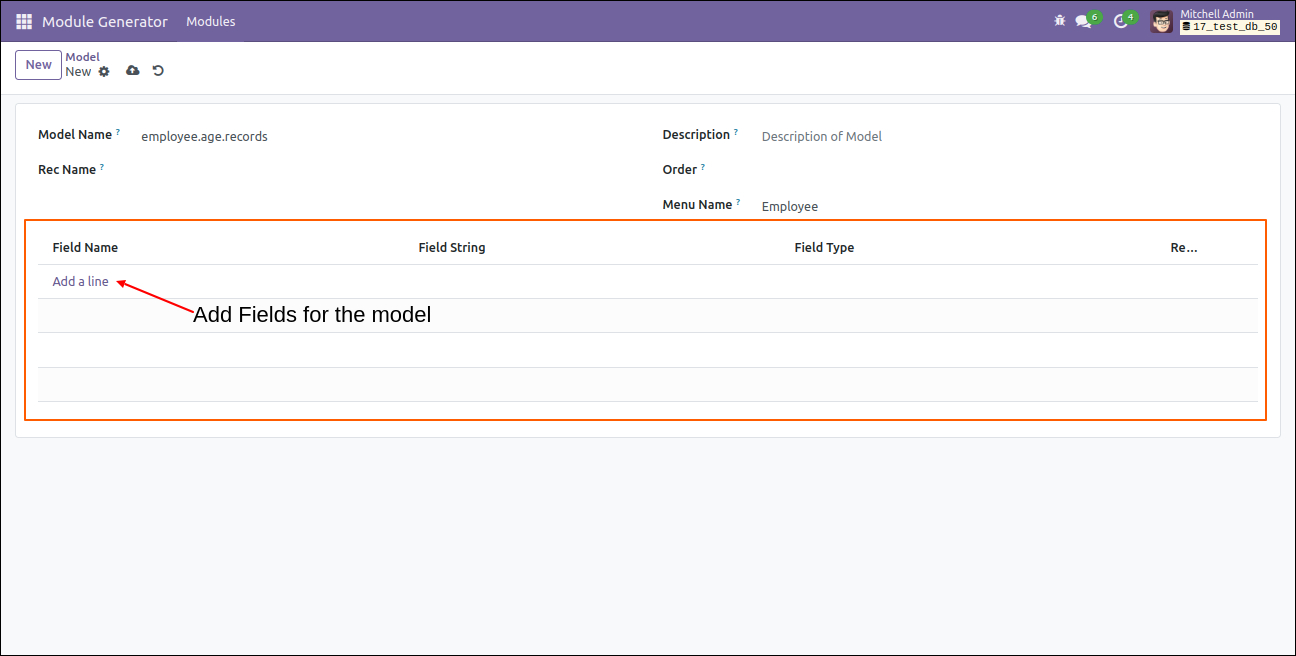 Module Generator Modules 6 4 Mitchell Admin
17_test_db_50
New Model
New
Model Name ? employee.age.records Description ? Description of Model
Rec Name ? Order ?
Menu Name ? Employee
Field Name Field String Field Type Re...
Add a line
Add Fields for the model